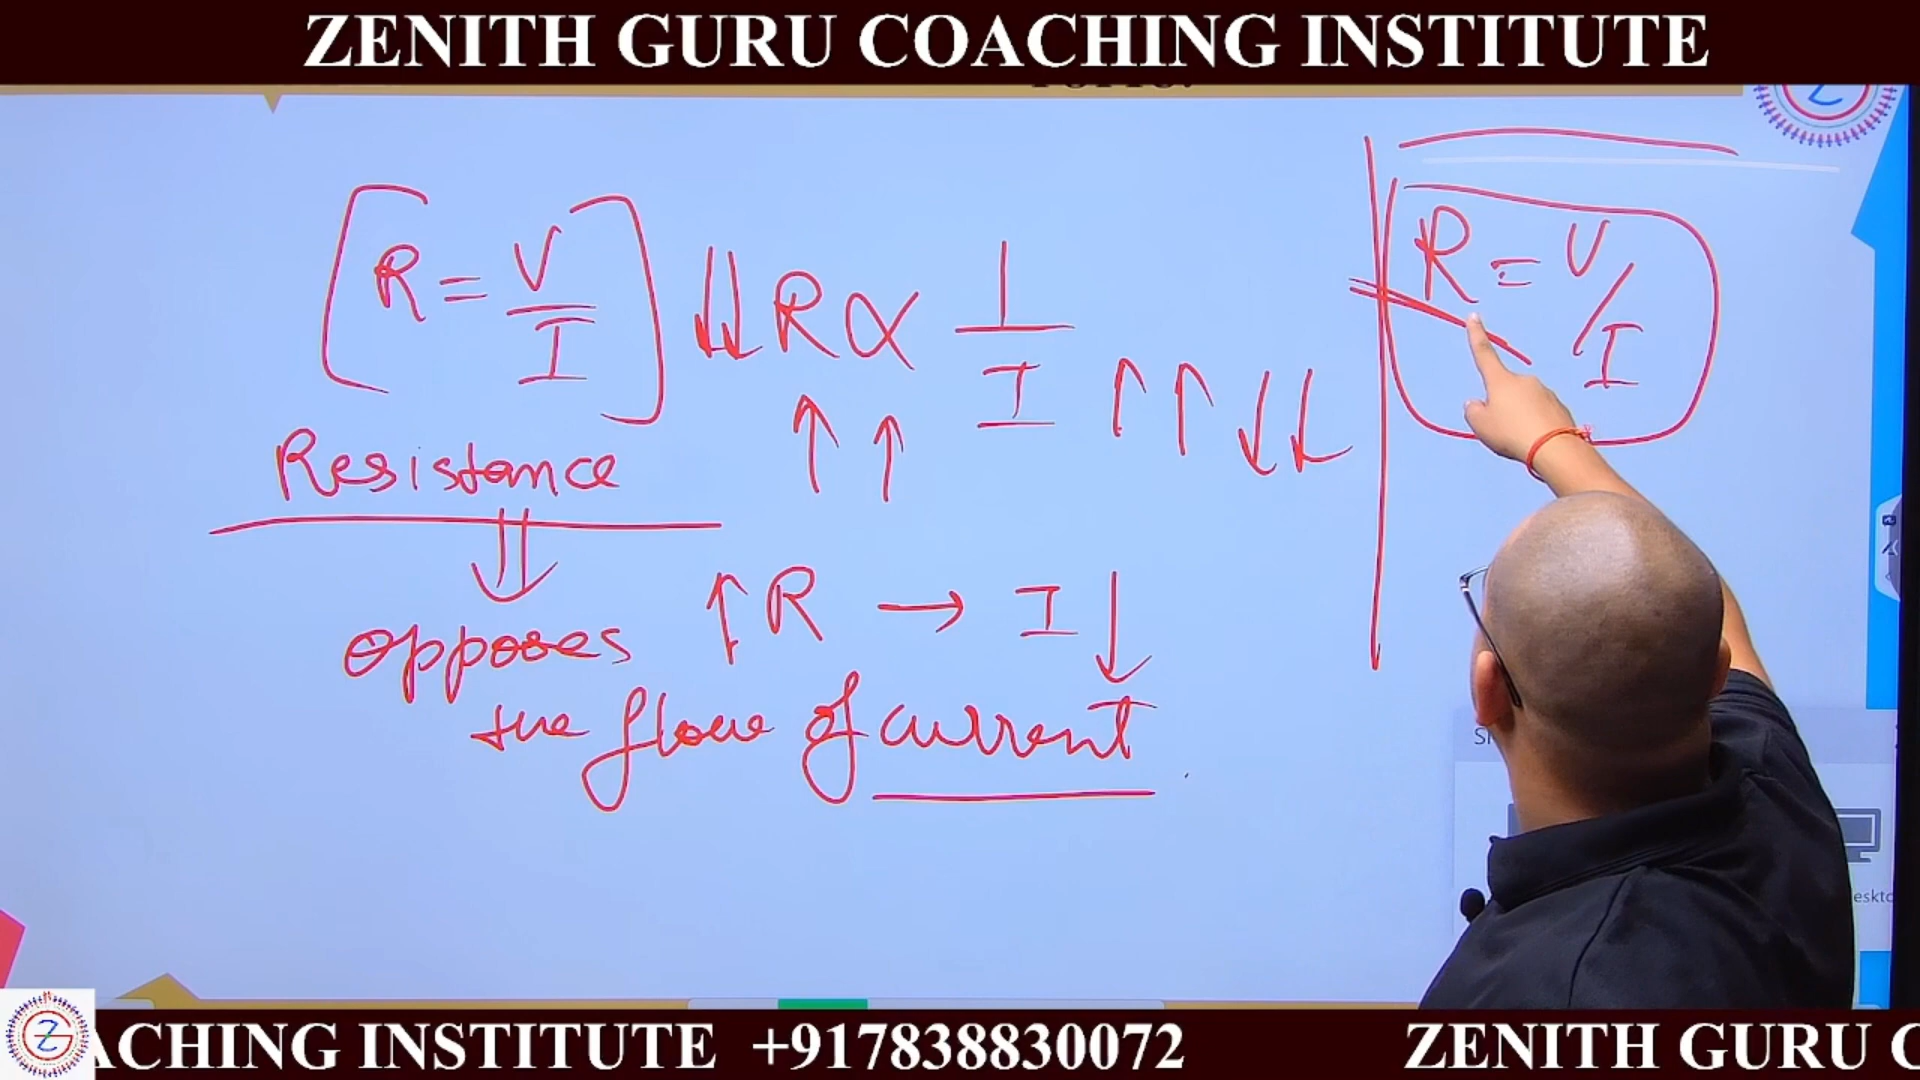 ZENITH GURU COACHING INSTITUTE
R = V/I
↓↓ R ∝ 1/I ↑↑ ↓↓
↑ ↑
R = V/I
Resistance
⇓
opposes
↑R → I↓
the flow of current
ACHING INSTITUTE +917838830072 ZENITH GURU C